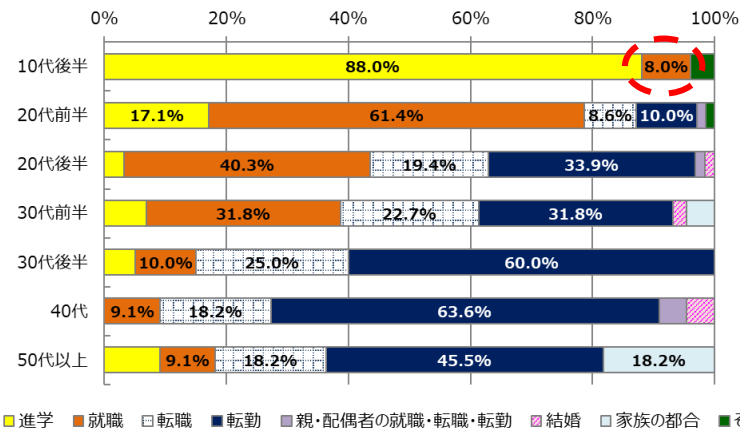 0% 20% 40% 60% 80% 100%
10代後半 88.0% 8.0%
20代前半 17.1% 61.4% 8.6% 10.0%
20代後半 40.3% 19.4% 33.9%
30代前半 31.8% 22.7% 31.8%
30代後半 10.0% 25.0% 60.0%
40代 9.1% 18.2% 63.6%
50代以上 9.1% 18.2% 45.5% 18.2%
進学 就職 転職 転勤 親・配偶者の就職・転職・転勤 結婚 家族の都合